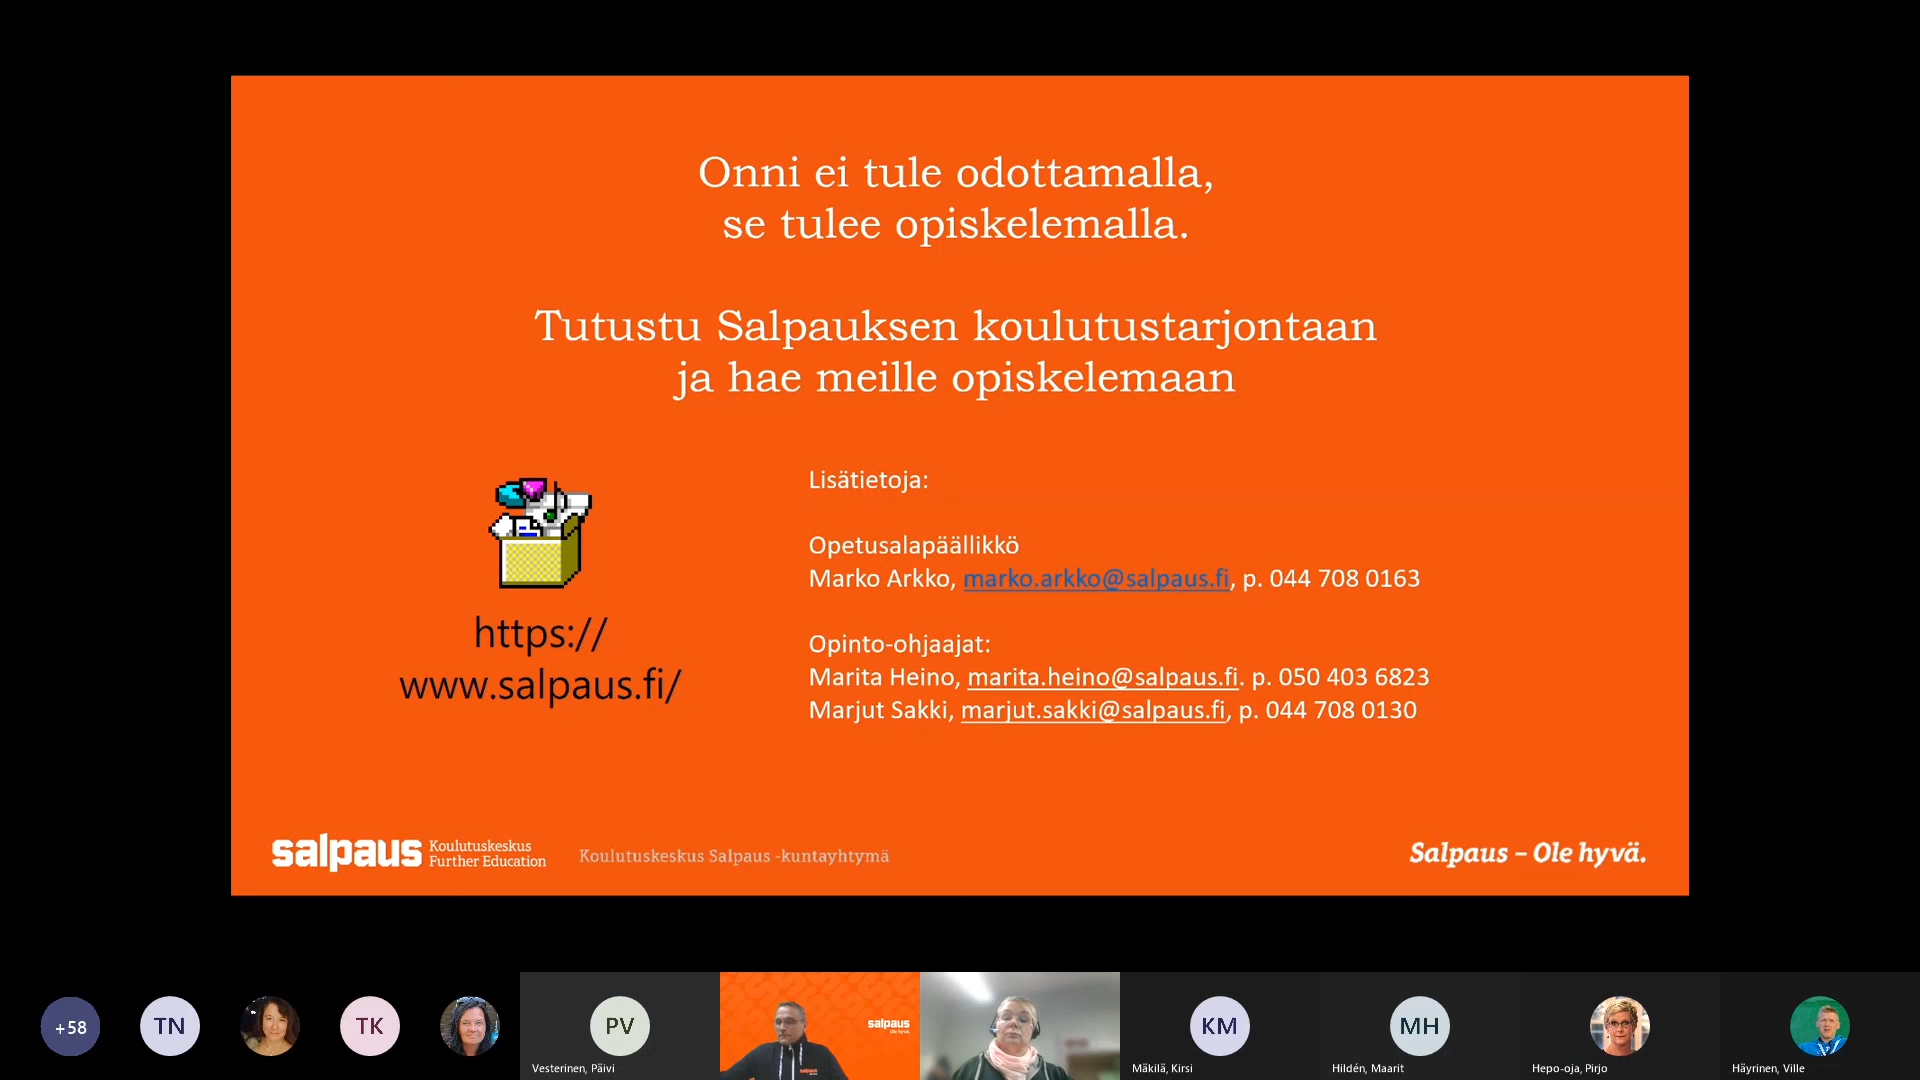 Onni ei tule odottamalla,
se tulee opiskelemalla.
Tutustu Salpauksen koulutustarjontaan
ja hae meille opiskelemaan
https://
www.salpaus.fi/
Lisätietoja:
Opetusalapäällikkö
Marko Arkko, marko.arkko@salpaus.fi, p. 044 708 0163
Opinto-ohjaajat:
Marita Heino, marita.heino@salpaus.fi. p. 050 403 6823
Marjut Sakki, marjut.sakki@salpaus.fi, p. 044 708 0130
salpaus
Koulutuskeskus
Further Education
Koulutuskeskus Salpaus -kuntayhtymä
Salpaus – Ole hyvä.
+58
TN
TK
PV
Vesterinen, Päivi
salpaus
Ole hyvä.
salpaus
KM
Mäkilä, Kirsi
MH
Hildén, Maarit
Hepo-oja, Pirjo
Häyrinen, Ville